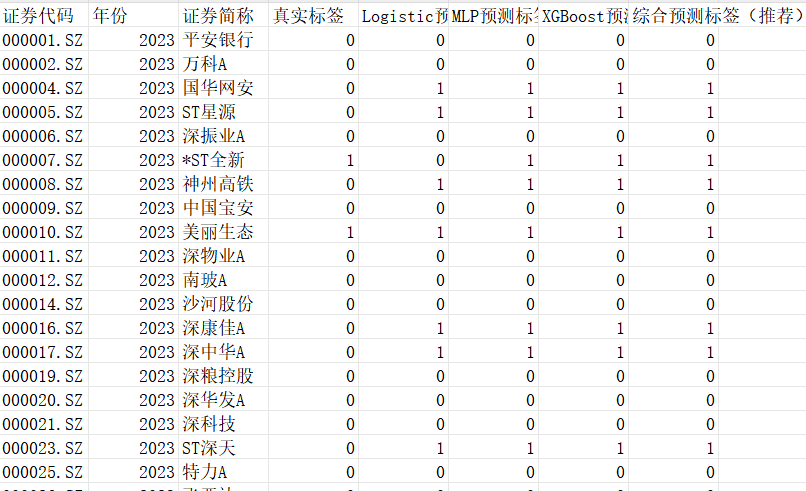 证券代码 年份 证券简称 真实标签 Logistic预 MLP预测标签 XGBoost预测 综合预测标签（推荐）
000001.SZ 2023 平安银行 0 0 0 0 0
000002.SZ 2023 万科A 0 0 0 0 0
000004.SZ 2023 国华网安 0 1 1 1 1
000005.SZ 2023 ST星源 0 1 1 1 1
000006.SZ 2023 深振业A 0 0 0 0 0
000007.SZ 2023 *ST全新 1 0 1 1 1
000008.SZ 2023 神州高铁 0 1 1 1 1
000009.SZ 2023 中国宝安 0 0 0 0 0
000010.SZ 2023 美丽生态 1 1 1 1 1
000011.SZ 2023 深物业A 0 0 0 0 0
000012.SZ 2023 南玻A 0 0 0 0 0
000014.SZ 2023 沙河股份 0 0 0 0 0
000016.SZ 2023 深康佳A 0 1 1 1 1
000017.SZ 2023 深中华A 0 1 1 1 1
000019.SZ 2023 深粮控股 0 0 0 0 0
000020.SZ 2023 深华发A 0 0 0 0 0
000021.SZ 2023 深科技 0 0 0 0 0
000023.SZ 2023 ST深天 0 1 1 1 1
000025.SZ 2023 特力A 0 0 0 0 0